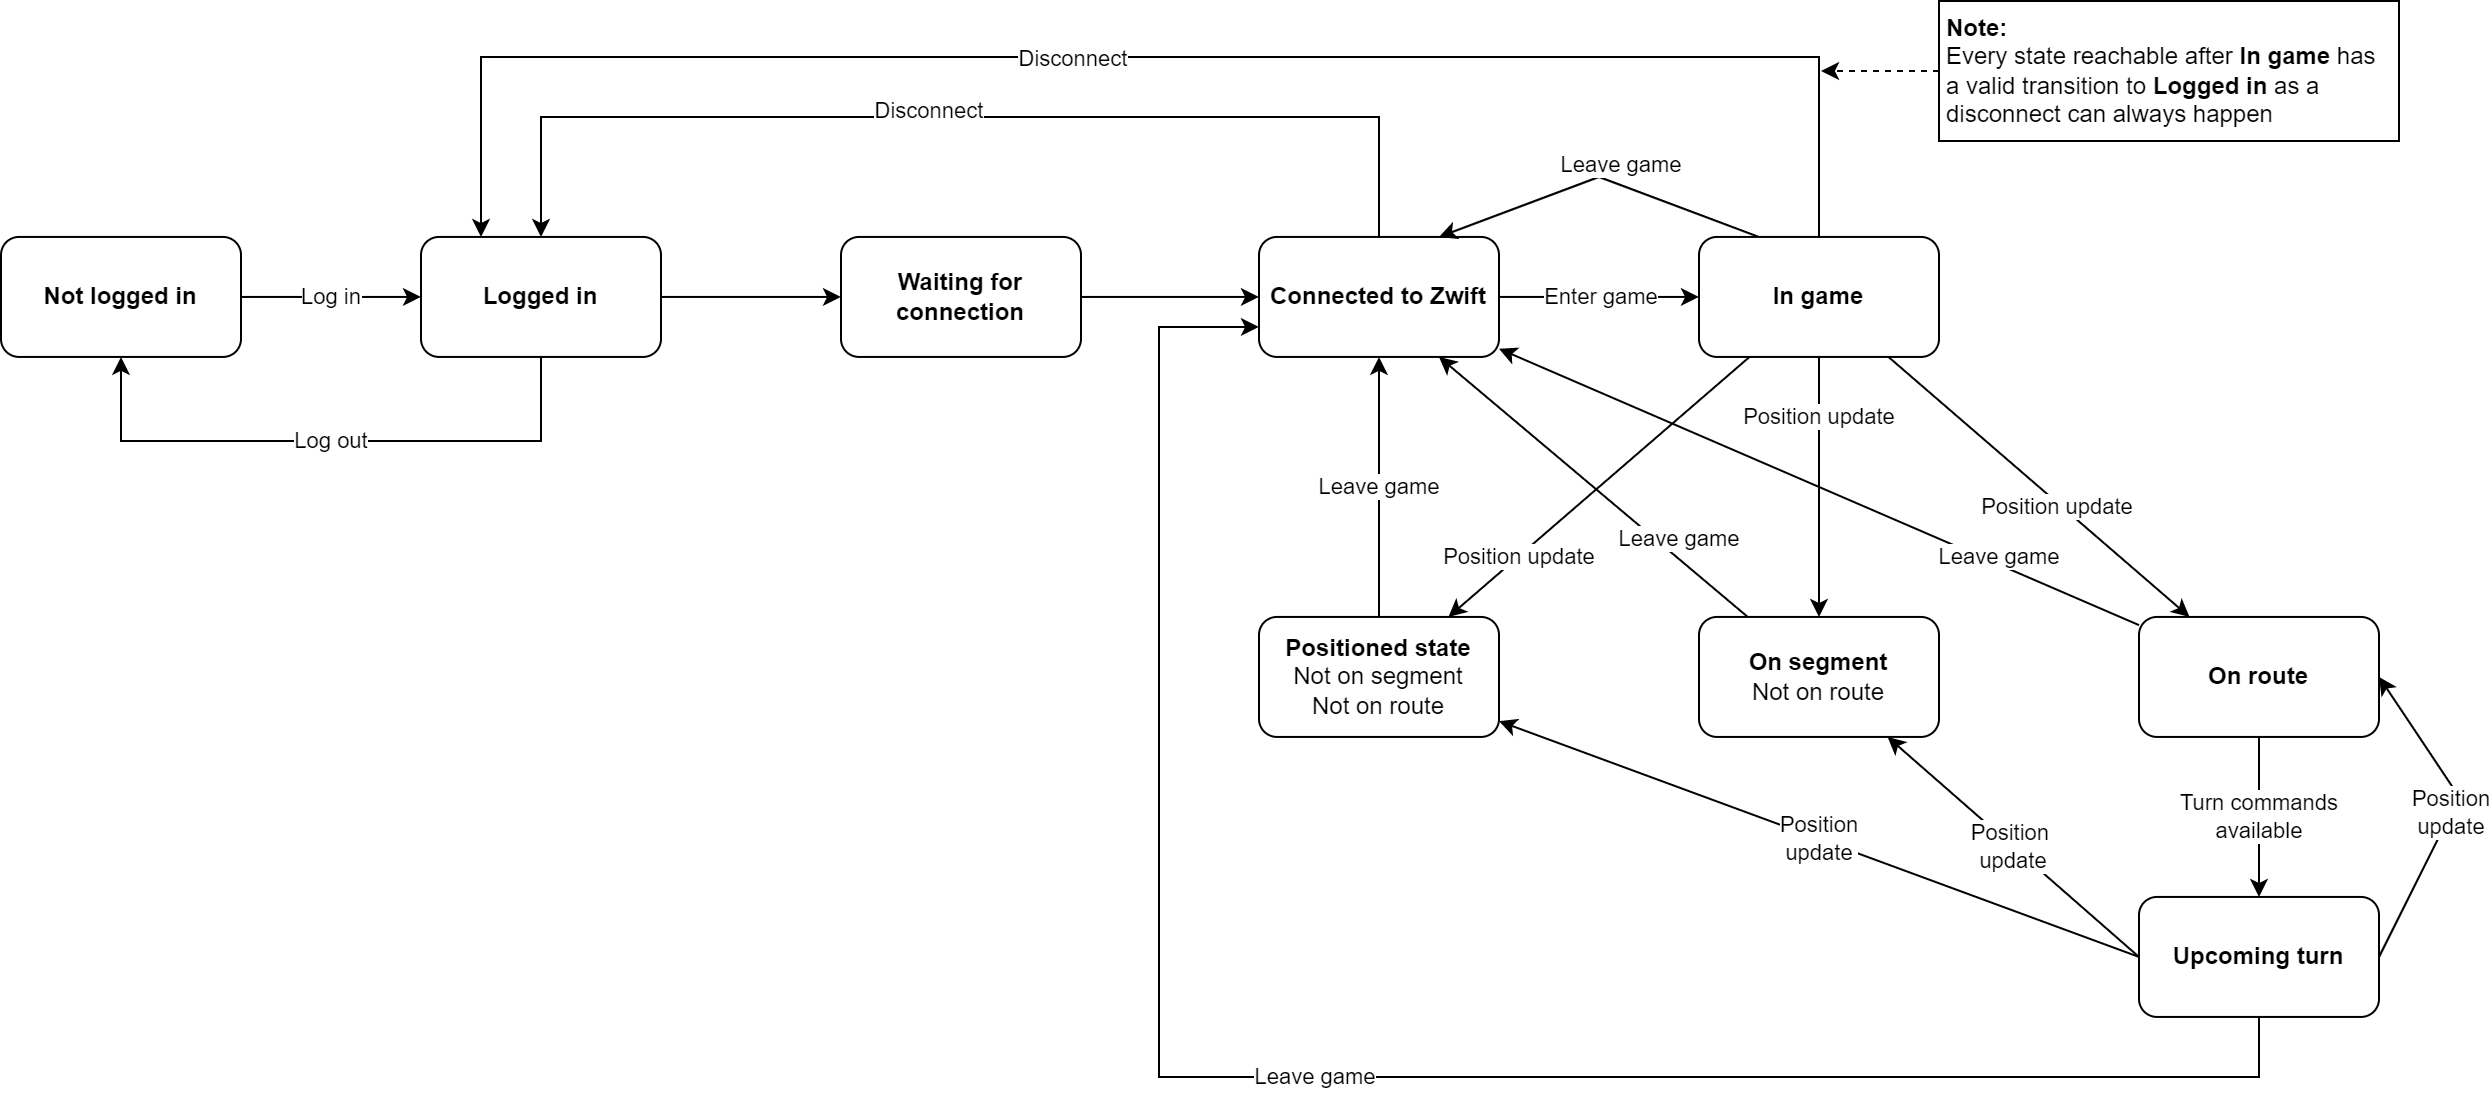 Note:
Every state reachable after In game has
a valid transition to Logged in as a
disconnect can always happen
Disconnect
Disconnect
Leave game
Not logged in
Log in
Logged in
Waiting for
connection
Connected to Zwift
Enter game
In game
Log out
Position update
Leave game
Position update
Leave game
Position update
Leave game
Positioned state
Not on segment
Not on route
On segment
Not on route
On route
Turn commands
available
Position
update
Position
update
Position
update
Upcoming turn
Leave game